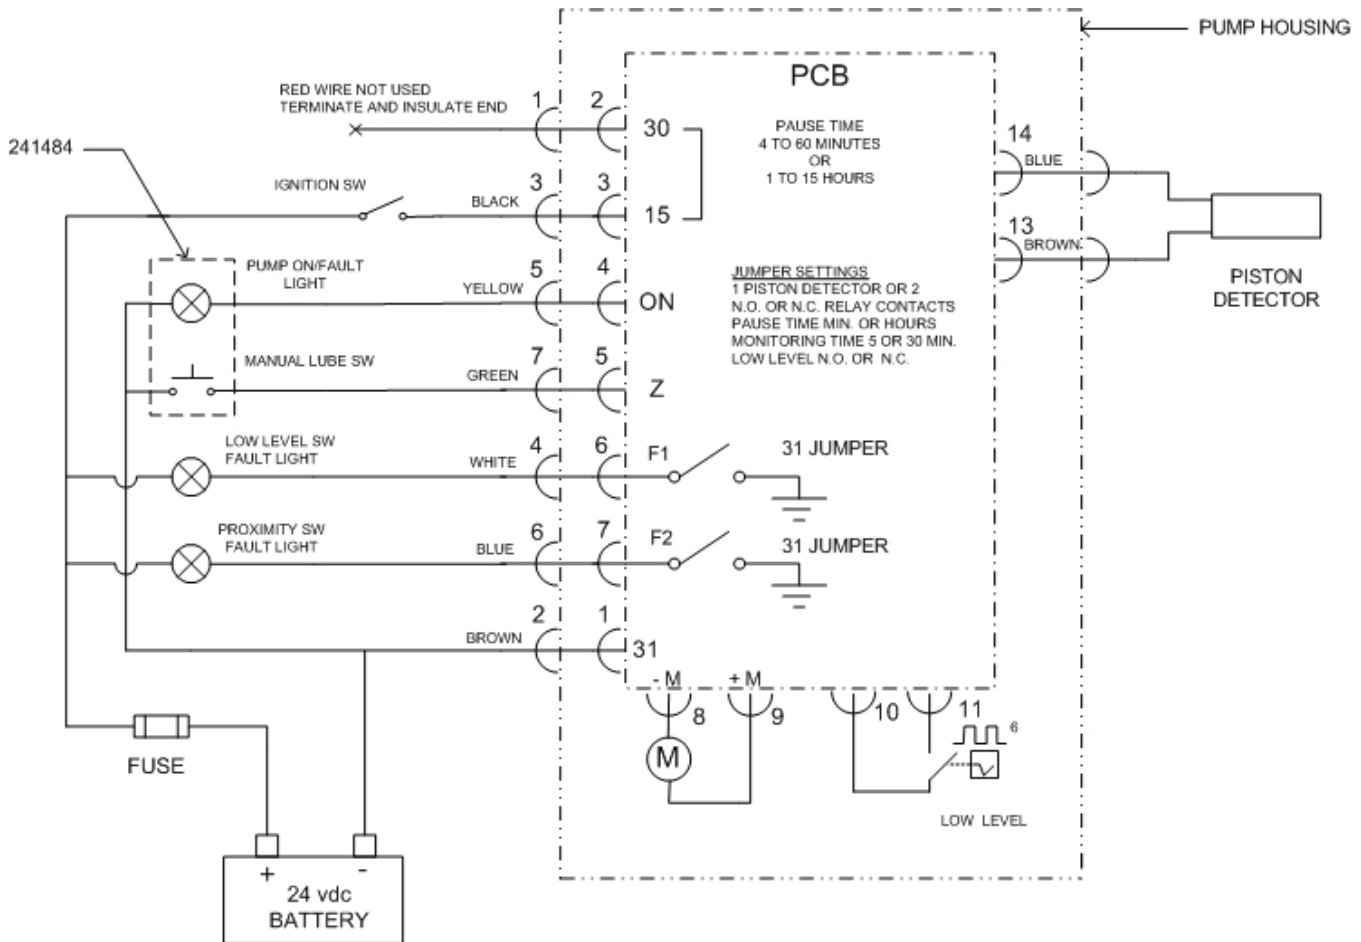 PUMP HOUSING
PCB
RED WIRE NOT USED
TERMINATE AND INSULATE END
1
2
30
PAUSE TIME
4 TO 60 MINUTES
OR
1 TO 15 HOURS
14
BLUE
241484
IGNITION SW
BLACK
3
3
15
13
BROWN
PISTON
DETECTOR
PUMP ON/FAULT
LIGHT
YELLOW
5
4
ON
JUMPER SETTINGS
1 PISTON DETECTOR OR 2
N.O. OR N.C. RELAY CONTACTS
PAUSE TIME MIN. OR HOURS
MONITORING TIME 5 OR 30 MIN.
LOW LEVEL N.O. OR N.C.
MANUAL LUBE SW
GREEN
7
5
Z
LOW LEVEL SW
FAULT LIGHT
WHITE
4
6
F1
31 JUMPER
PROXIMITY SW
FAULT LIGHT
BLUE
6
7
F2
31 JUMPER
BROWN
2
1
31
- M
+ M
8
9
10
11
6
M
LOW LEVEL
FUSE
+
-
24 vdc
BATTERY